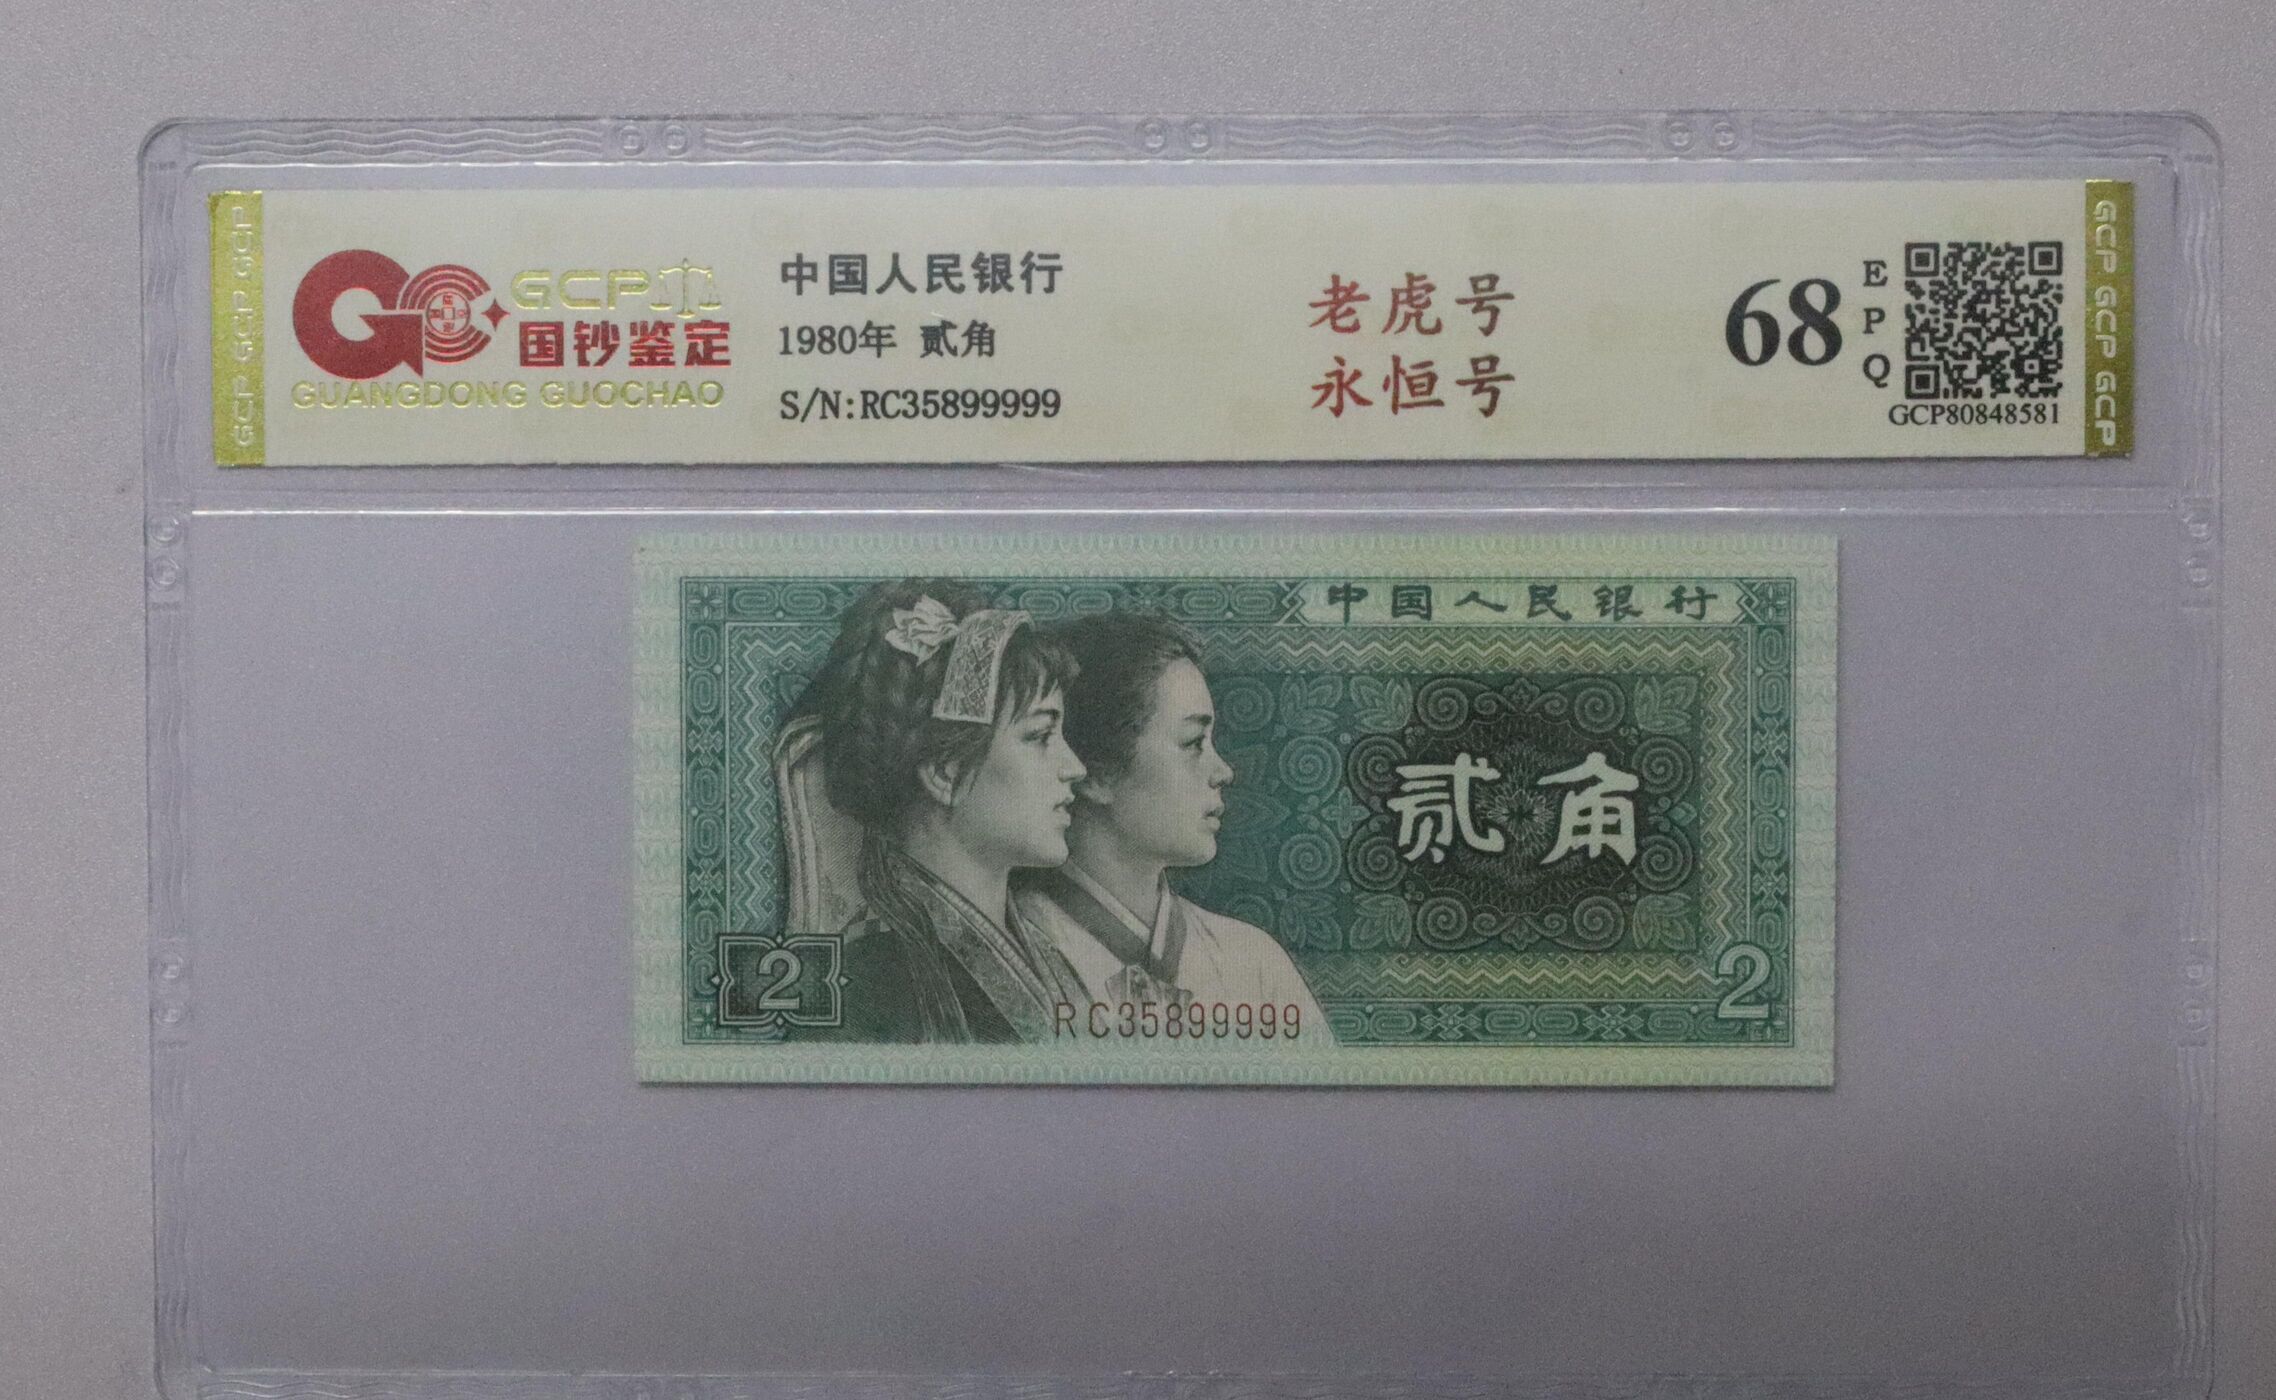 GCP GCP GCP
GCP
国钞鉴定
GUANGDONG GUOCHAO
中国人民银行
1980年 贰角
S/N:RC35899999
老虎号
永恒号
68
EPQ
GCP80848581
GCP GCP GCP
中国人民银行
贰角
2
RC35899999
2